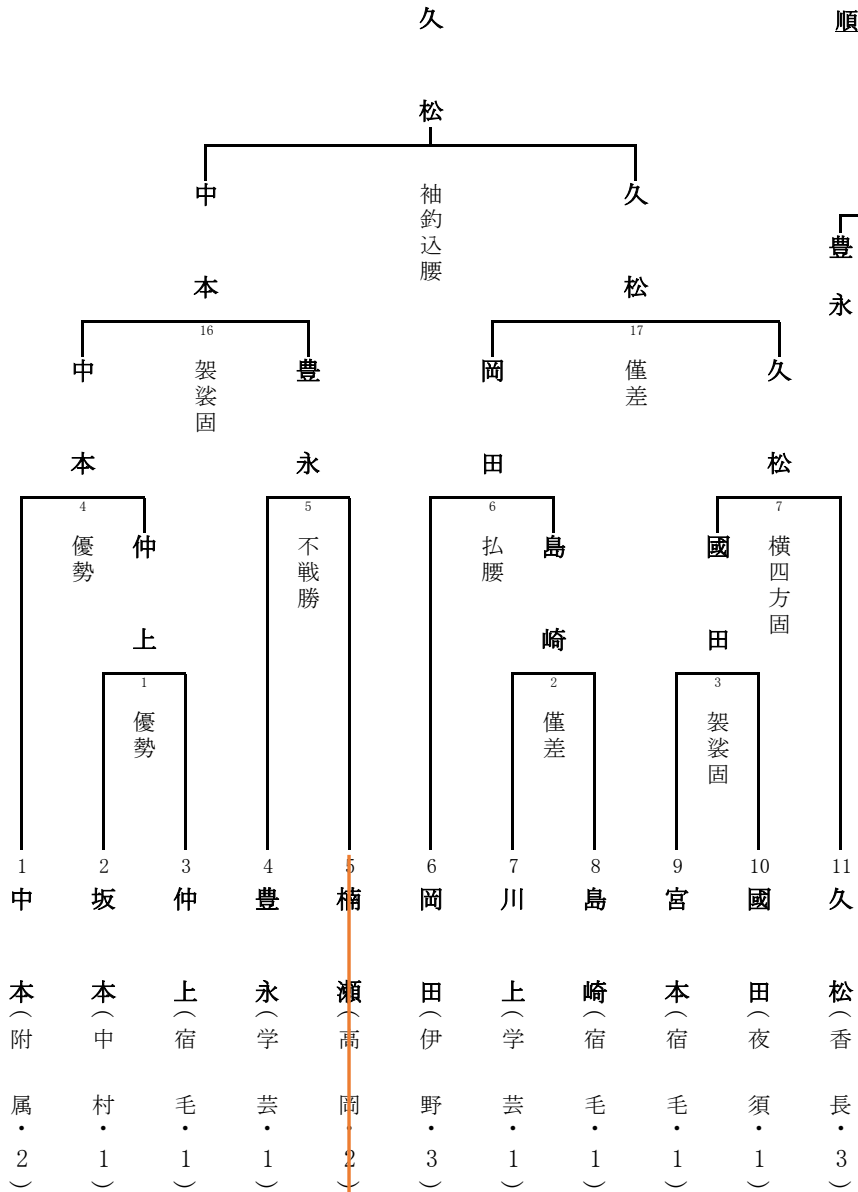 久松
順
中本
袖釣込腰
久松
豊永
16
袈裟固
17
僅差
中本
豊永
岡田
久松
4
優勢
5
不戦勝
6
払腰
7
横四方固
仲上
島崎
國田
1
優勢
2
僅差
3
袈裟固
1
中本(附属・2)
2
坂本(中村・1)
3
仲上(宿毛・1)
4
豊永(学芸・1)
5
楠瀬(高岡・2)
6
岡田(伊野・3)
7
川上(学芸・1)
8
島崎(宿毛・1)
9
宮本(宿毛・1)
10
國田(夜須・1)
11
久松(香長・3)